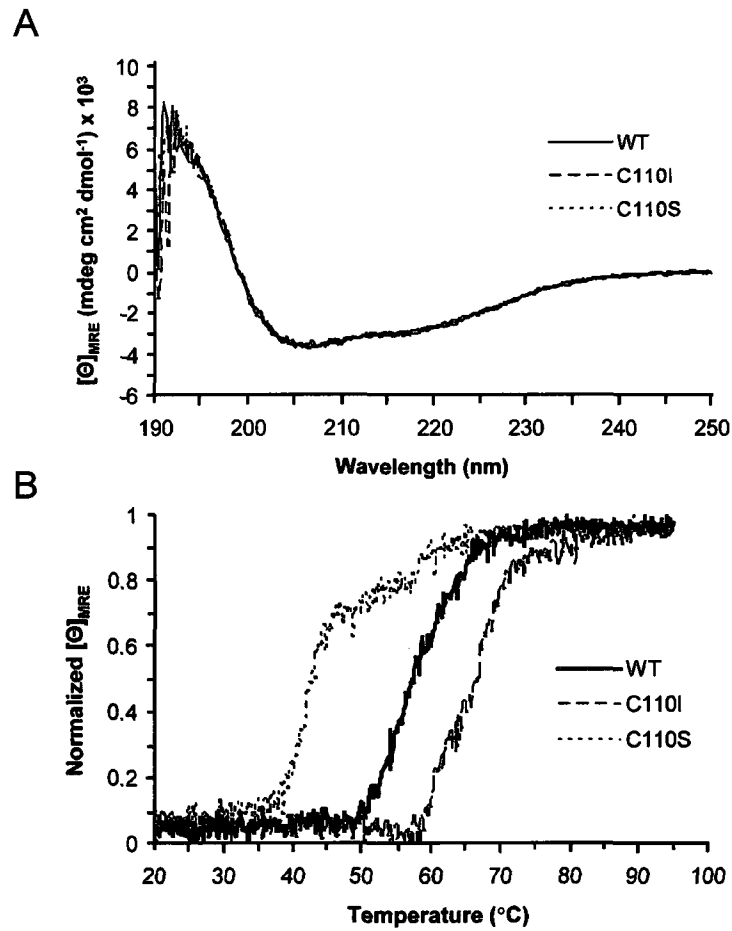 A
[Θ]MRE (mdeg cm² dmol⁻¹) x 10³
10
8
6
4
2
0
-2
-4
-6
190 200 210 220 230 240 250
Wavelength (nm)
WT
C110I
C110S
B
Normalized [Θ]MRE
1
0.8
0.6
0.4
0.2
0
20 30 40 50 60 70 80 90 100
Temperature (°C)
WT
C110I
C110S